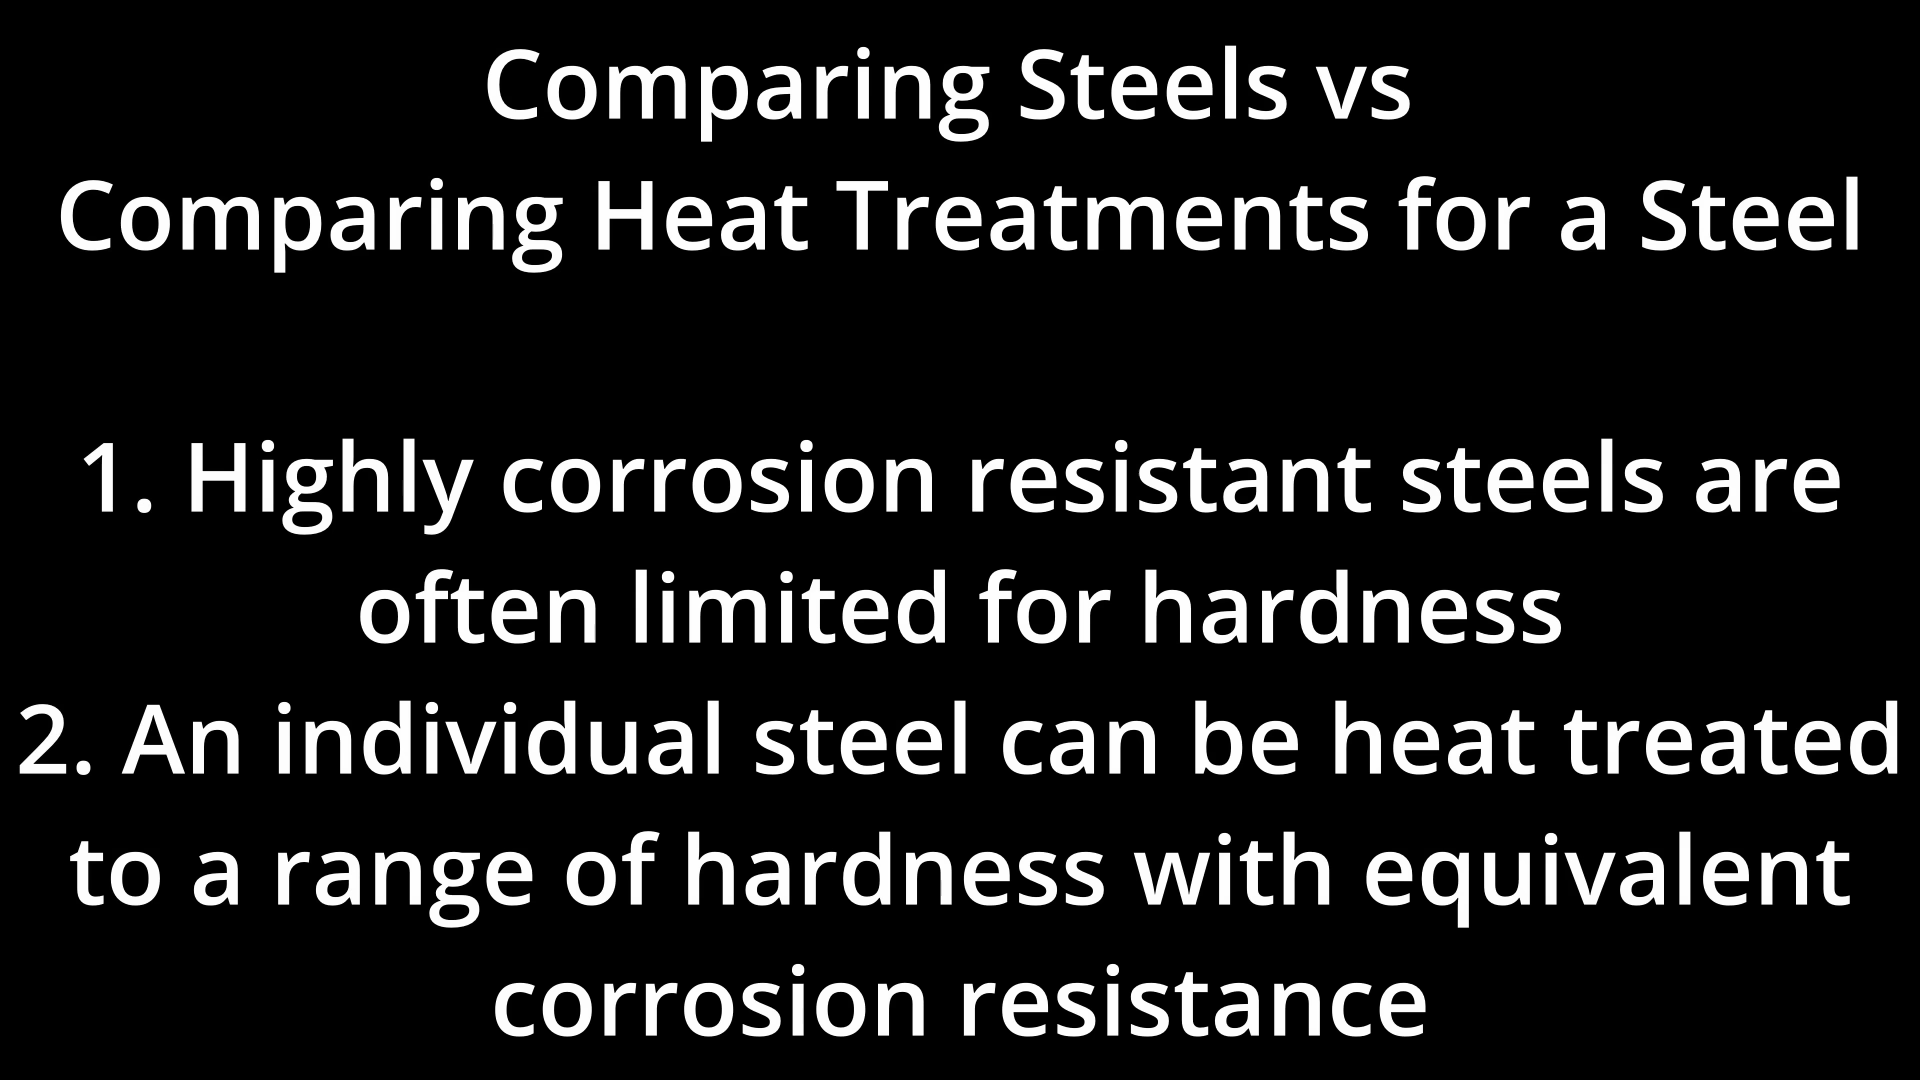 Comparing Steels vs
Comparing Heat Treatments for a Steel
1. Highly corrosion resistant steels are
often limited for hardness
2. An individual steel can be heat treated
to a range of hardness with equivalent
corrosion resistance